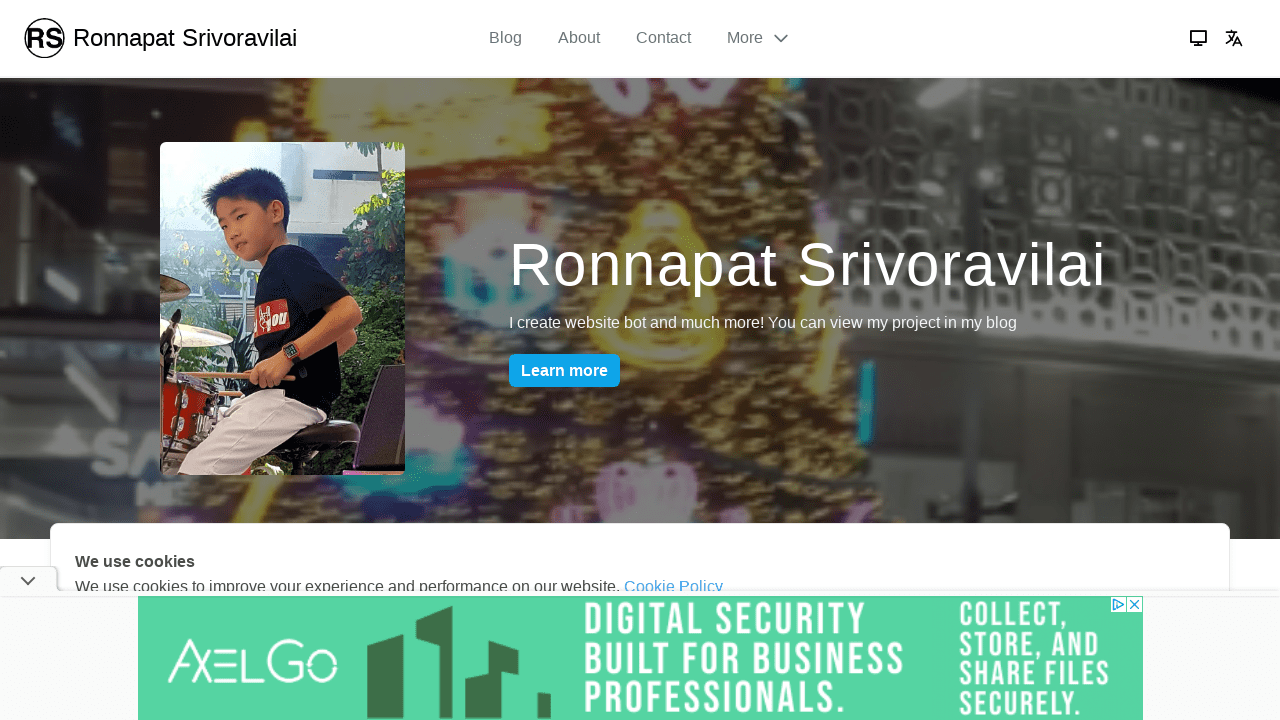 RS Ronnapat Srivoravilai
Blog About Contact More
Ronnapat Srivoravilai
I create website bot and much more! You can view my project in my blog
Learn more
We use cookies
We use cookies to improve your experience and performance on our website. Cookie Policy
AXELGO
DIGITAL SECURITY
BUILT FOR BUSINESS
PROFESSIONALS.
COLLECT,
STORE, AND
SHARE FILES
SECURELY.